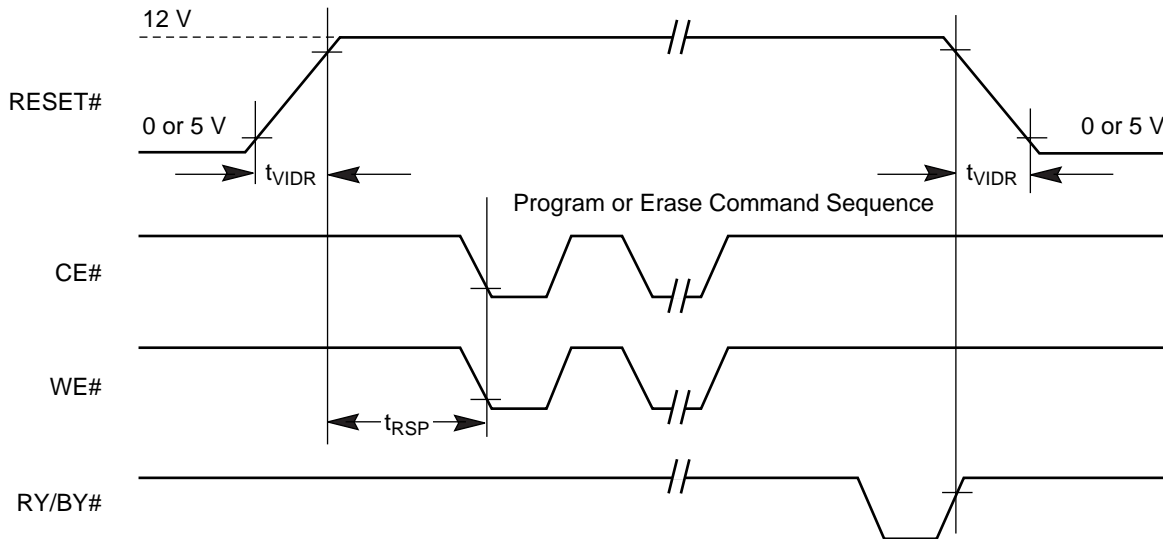 12 V
RESET#
0 or 5 V
0 or 5 V
tVIDR
tVIDR
Program or Erase Command Sequence
CE#
WE#
tRSP
RY/BY#